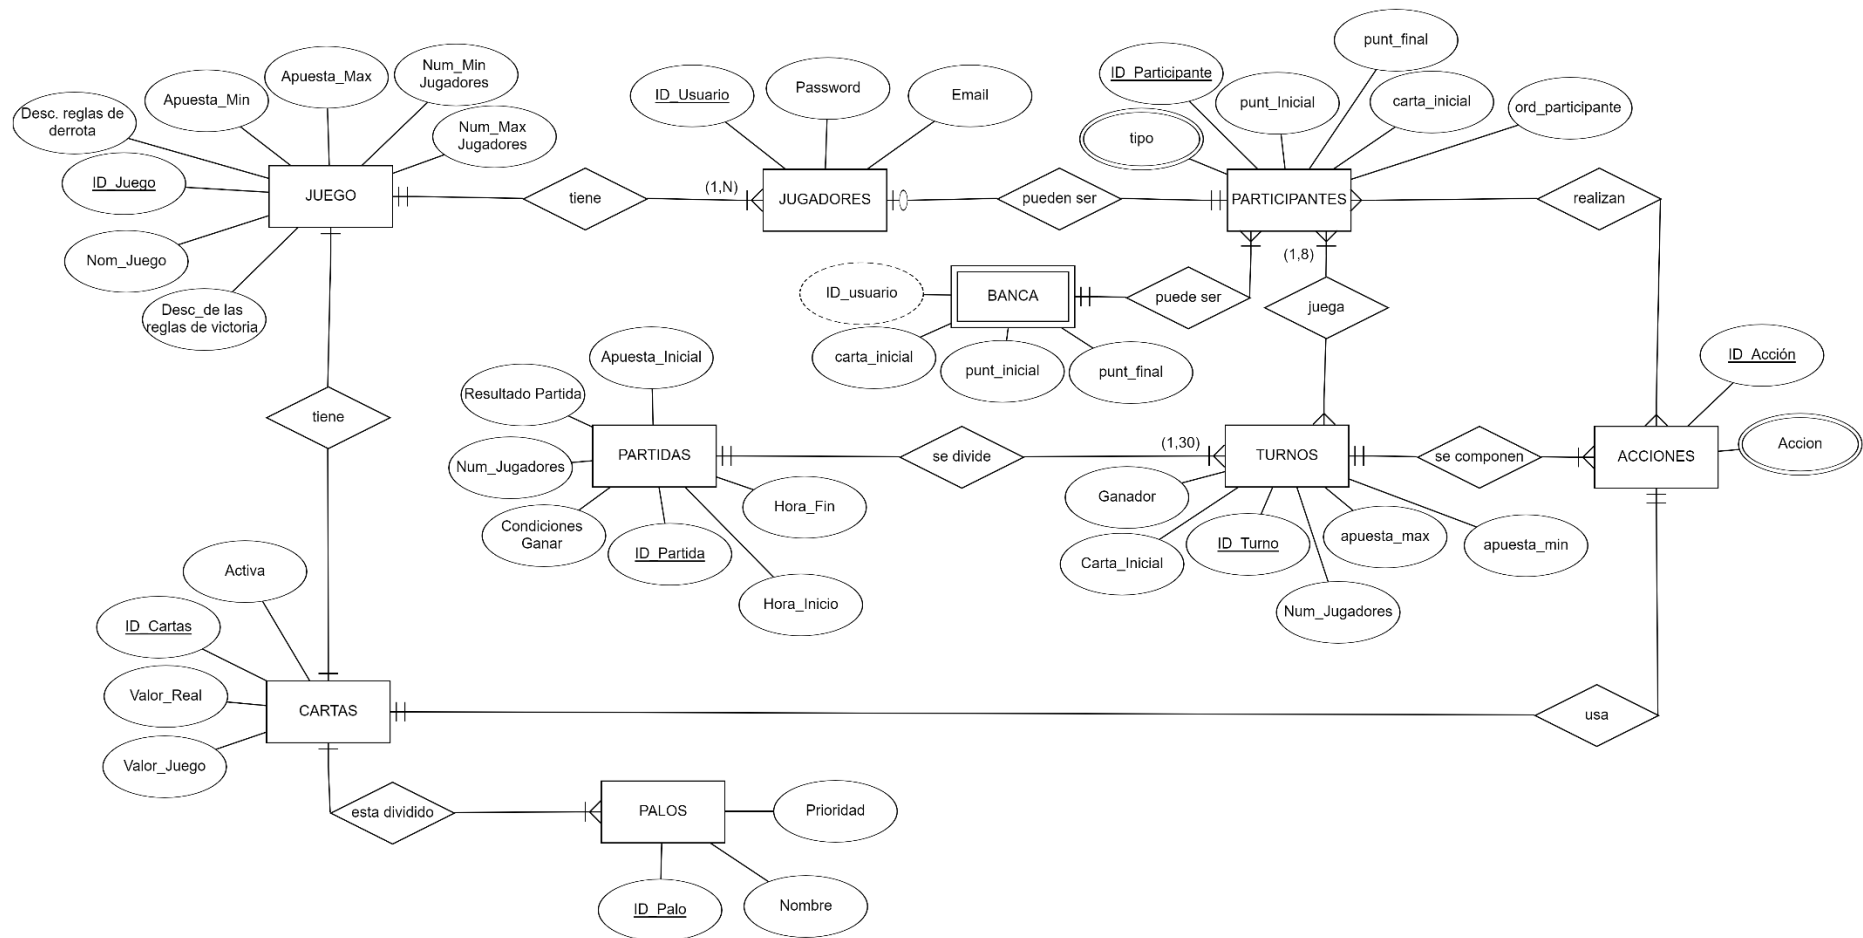 punt_final
Num_Min
Jugadores
Apuesta_Max
ID_Participante
Password
Email
ID_Usuario
Apuesta_Min
punt_Inicial
carta_inicial
ord_participante
Desc. reglas de
derrota
Num_Max
Jugadores
tipo
ID_Juego
JUEGO
tiene
(1,N)
JUGADORES
pueden ser
PARTICIPANTES
realizan
Nom_Juego
(1,8)
Desc_de las
reglas de victoria
ID_usuario
BANCA
puede ser
juega
carta_inicial
punt_inicial
punt_final
Apuesta_Inicial
ID_Acción
Resultado Partida
tiene
PARTIDAS
se divide
(1,30)
TURNOS
se componen
ACCIONES
Accion
Num_Jugadores
Ganador
Hora_Fin
Condiciones
Ganar
ID_Partida
Carta_Inicial
ID_Turno
apuesta_max
apuesta_min
Activa
Hora_Inicio
Num_Jugadores
ID_Cartas
Valor_Real
CARTAS
usa
Valor_Juego
esta dividido
PALOS
Prioridad
ID_Palo
Nombre